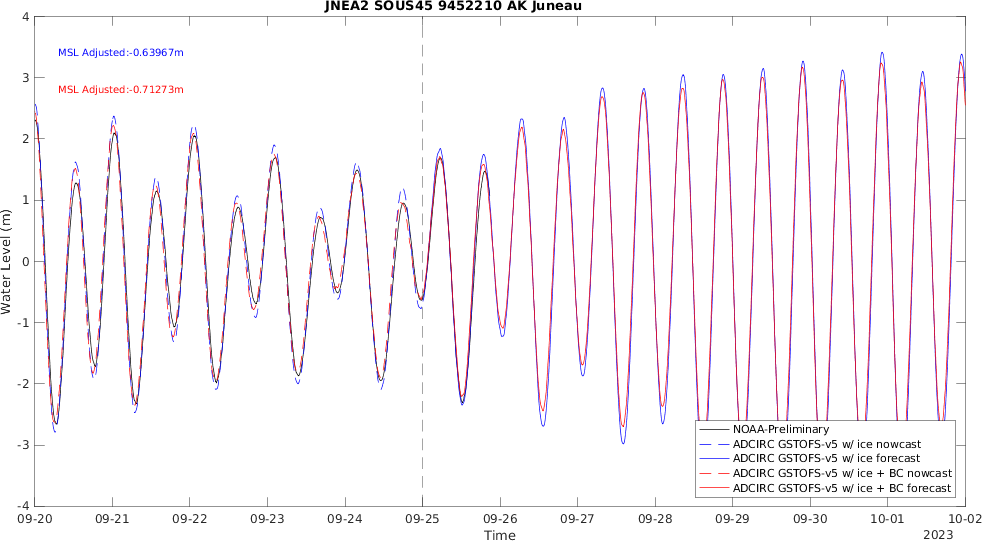 JNEA2 SOUS45 9452210 AK Juneau
MSL Adjusted:-0.63967m
MSL Adjusted:-0.71273m
Water Level (m)
4
3
2
1
0
-1
-2
-3
-4
NOAA-Preliminary
ADCIRC GSTOFS-v5 w/ ice nowcast
ADCIRC GSTOFS-v5 w/ ice forecast
ADCIRC GSTOFS-v5 w/ ice + BC nowcast
ADCIRC GSTOFS-v5 w/ ice + BC forecast
09-20 09-21 09-22 09-23 09-24 09-25 09-26 09-27 09-28 09-29 09-30 10-01 10-02
Time
2023